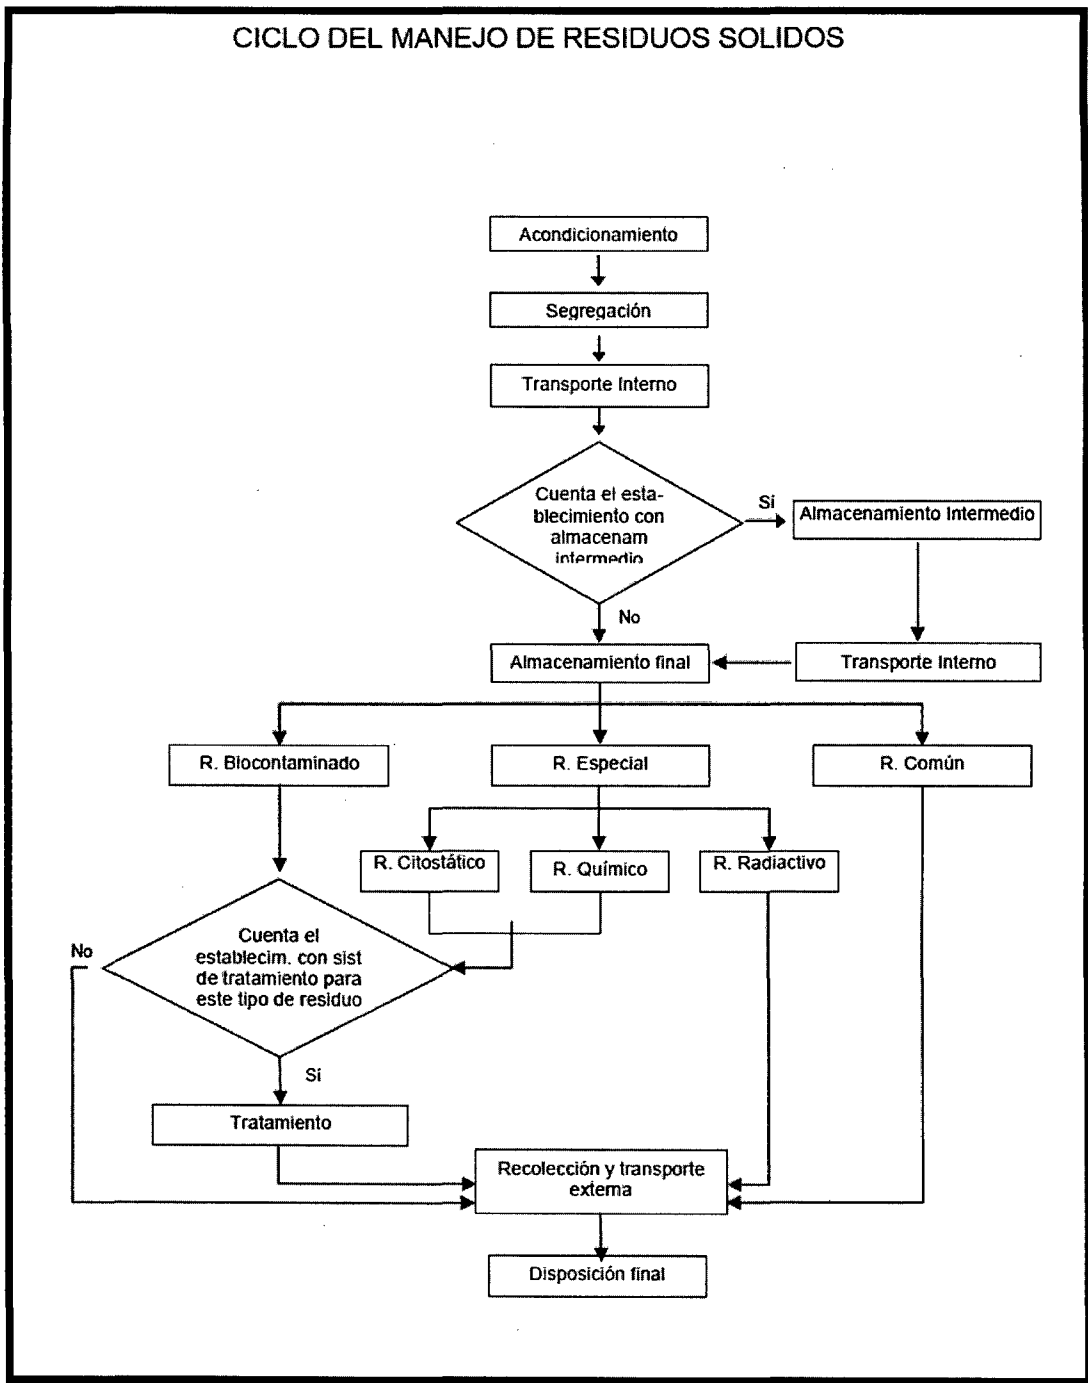 CICLO DEL MANEJO DE RESIDUOS SOLIDOS
Acondicionamiento
Segregación
Transporte Interno
Cuenta el esta-
blecimiento con
almacenam
intermedio
Sí
Almacenamiento Intermedio
No
Almacenamiento final
Transporte Interno
R. Biocontaminado
R. Especial
R. Común
R. Citostático
R. Químico
R. Radiactivo
No
Cuenta el
establecim. con sist
de tratamiento para
este tipo de residuo
Sí
Tratamiento
Recolección y transporte
externa
Disposición final